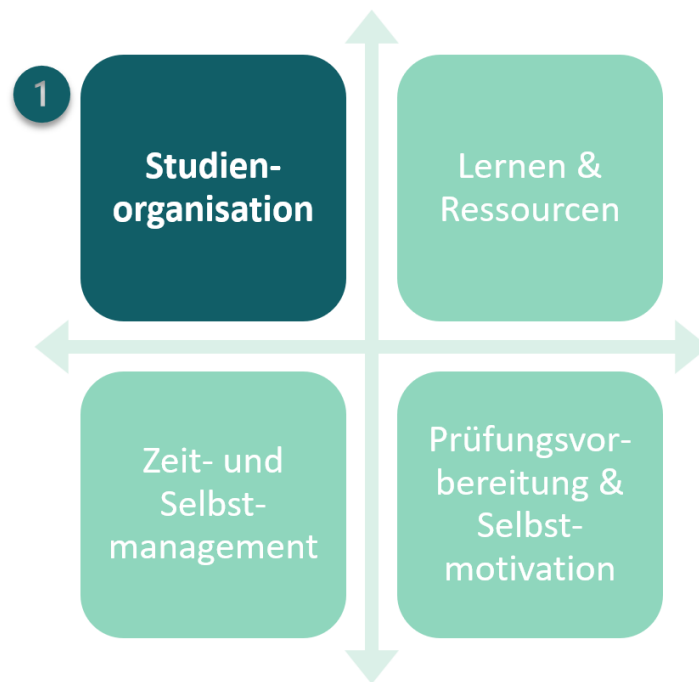 1
Studien-
organisation
Lernen &
Ressourcen
Zeit- und
Selbst-
management
Prüfungsvor-
bereitung &
Selbst-
motivation